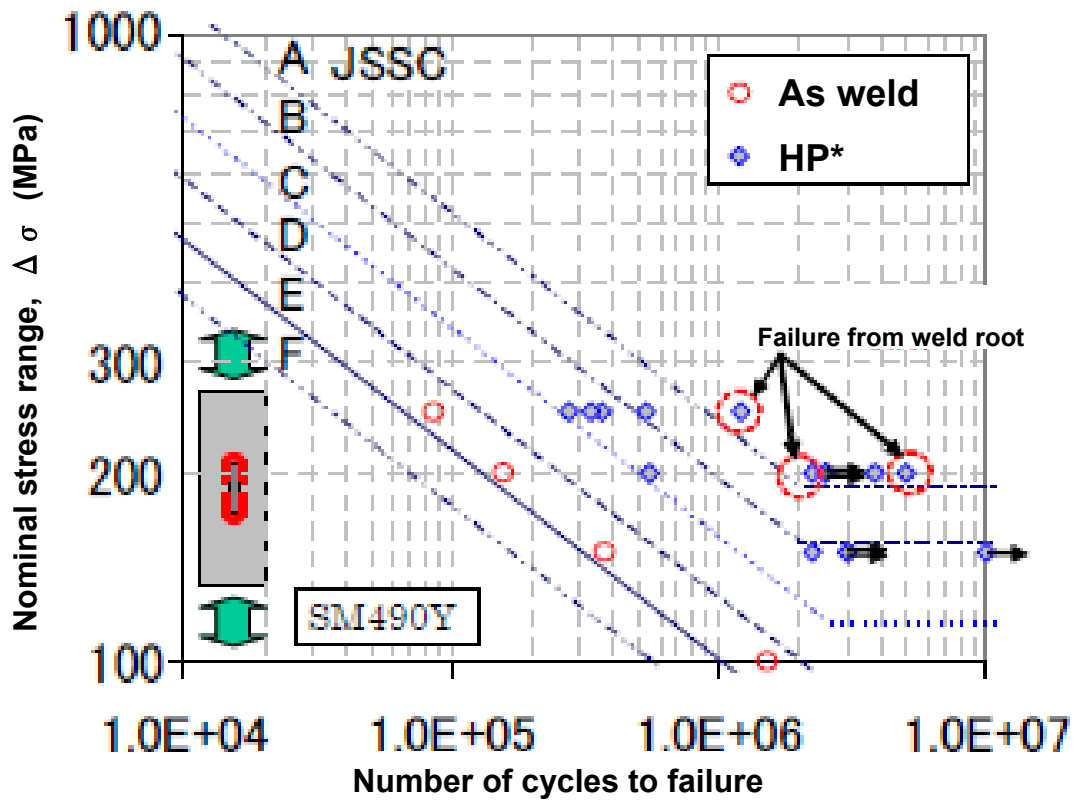 1000
A JSSC
B
C
D
E
F
As weld
HP*
Failure from weld root
300
200
SM490Y
100
1.0E+04 1.0E+05 1.0E+06 1.0E+07
Number of cycles to failure
Nominal stress range, Δ σ (MPa)